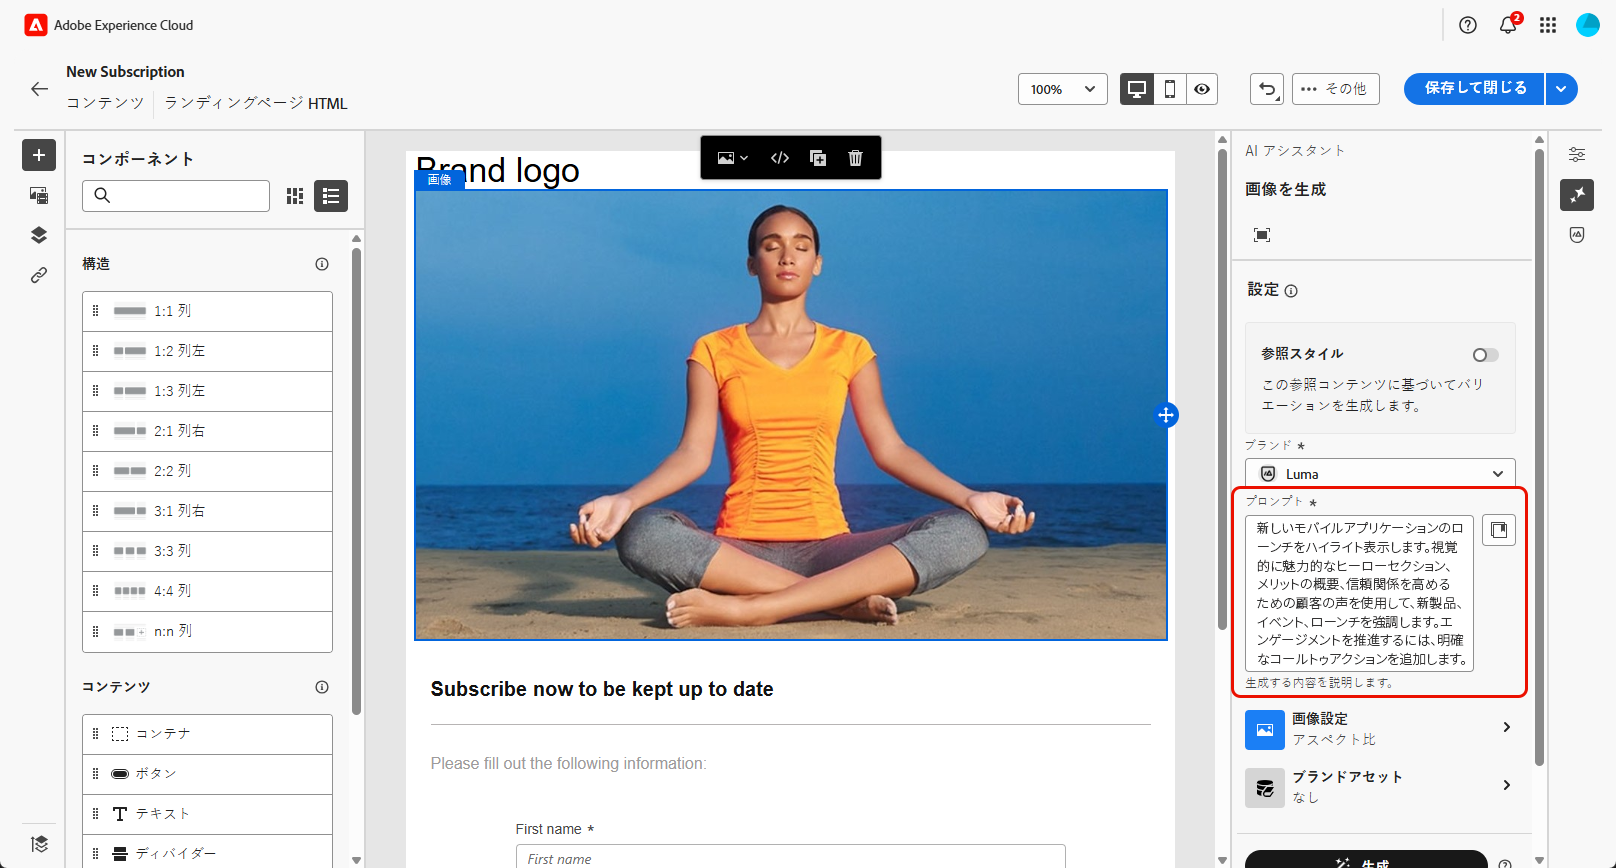 Adobe Experience Cloud
2
New Subscription
コンテンツ ランディングページ HTML
100%
その他
保存して閉じる
コンポーネント
構造
1:1 列
1:2 列左
1:3 列左
2:1 列右
2:2 列
3:1 列右
3:3 列
4:4 列
n:n 列
コンテンツ
コンテナ
ボタン
テキスト
ディバイダー
Brand logo
画像
Subscribe now to be kept up to date
Please fill out the following information:
First name *
First name
AI アシスタント
画像を生成
設定
参照スタイル
この参照コンテンツに基づいてバリ
エーションを生成します。
ブランド *
Luma
プロンプト *
新しいモバイルアプリケーションのロ
ーンチをハイライト表示します。視覚
的に魅力的なヒーローセクション、
メリットの概要、信頼関係を高める
ための顧客の声を使用して、新製品、
イベント、ローンチを強調します。エ
ンゲージメントを推進するには、明確
なコールトゥアクションを追加します。
生成する内容を説明します。
画像設定
アスペクト比
ブランドアセット
なし
生成